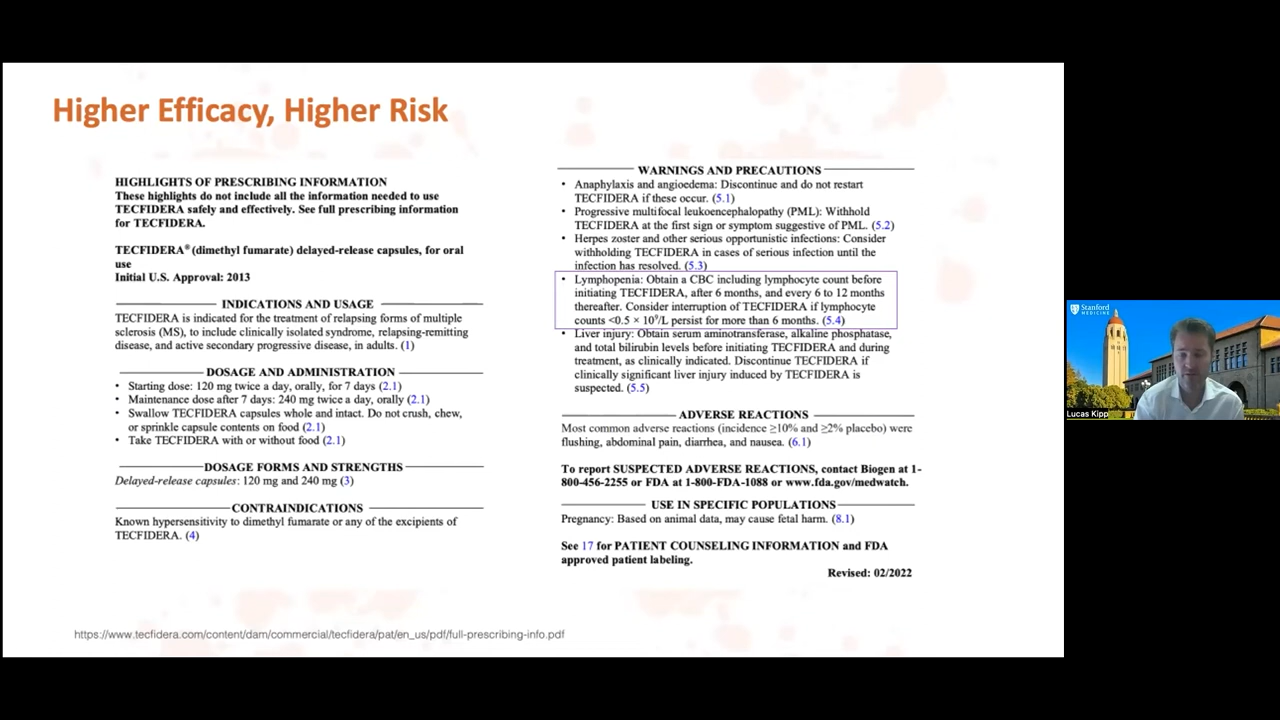 Higher Efficacy, Higher Risk
HIGHLIGHTS OF PRESCRIBING INFORMATION
These highlights do not include all the information needed to use
TECFIDERA safely and effectively. See full prescribing information
for TECFIDERA.
TECFIDERA® (dimethyl fumarate) delayed-release capsules, for oral
use
Initial U.S. Approval: 2013
INDICATIONS AND USAGE
TECFIDERA is indicated for the treatment of relapsing forms of multiple
sclerosis (MS), to include clinically isolated syndrome, relapsing-remitting
disease, and active secondary progressive disease, in adults. (1)
DOSAGE AND ADMINISTRATION
• Starting dose: 120 mg twice a day, orally, for 7 days (2.1)
• Maintenance dose after 7 days: 240 mg twice a day, orally (2.1)
• Swallow TECFIDERA capsules whole and intact. Do not crush, chew,
or sprinkle capsule contents on food (2.1)
• Take TECFIDERA with or without food (2.1)
DOSAGE FORMS AND STRENGTHS
Delayed-release capsules: 120 mg and 240 mg (3)
CONTRAINDICATIONS
Known hypersensitivity to dimethyl fumarate or any of the excipients of
TECFIDERA. (4)
WARNINGS AND PRECAUTIONS
• Anaphylaxis and angioedema: Discontinue and do not restart
TECFIDERA if these occur. (5.1)
• Progressive multifocal leukoencephalopathy (PML): Withhold
TECFIDERA at the first sign or symptom suggestive of PML. (5.2)
• Herpes zoster and other serious opportunistic infections: Consider
withholding TECFIDERA in cases of serious infection until the
infection has resolved. (5.3)
• Lymphopenia: Obtain a CBC including lymphocyte count before
initiating TECFIDERA, after 6 months, and every 6 to 12 months
thereafter. Consider interruption of TECFIDERA if lymphocyte
counts <0.5 × 10⁹/L persist for more than 6 months. (5.4)
• Liver injury: Obtain serum aminotransferase, alkaline phosphatase,
and total bilirubin levels before initiating TECFIDERA and during
treatment, as clinically indicated. Discontinue TECFIDERA if
clinically significant liver injury induced by TECFIDERA is
suspected. (5.5)
ADVERSE REACTIONS
Most common adverse reactions (incidence ≥10% and ≥2% placebo) were
flushing, abdominal pain, diarrhea, and nausea. (6.1)
To report SUSPECTED ADVERSE REACTIONS, contact Biogen at 1-
800-456-2255 or FDA at 1-800-FDA-1088 or www.fda.gov/medwatch.
USE IN SPECIFIC POPULATIONS
Pregnancy: Based on animal data, may cause fetal harm. (8.1)
See 17 for PATIENT COUNSELING INFORMATION and FDA
approved patient labeling.
Revised: 02/2022
https://www.tecfidera.com/content/dam/commercial/tecfidera/pat/en_us/pdf/full-prescribing-info.pdf
Stanford
MEDICINE
Lucas Kipp